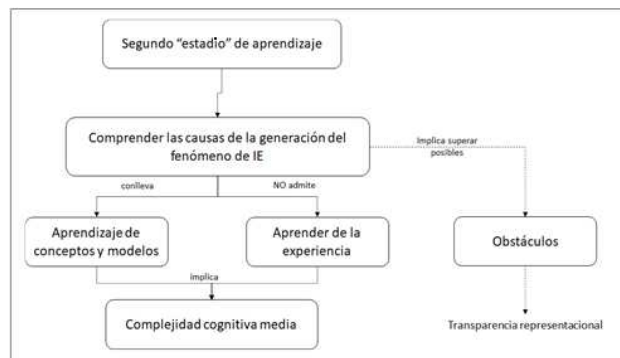 Segundo “estadio” de aprendizaje
Comprender las causas de la generación del
fenómeno de IE
Implica superar
posibles
conlleva
NO admite
Aprendizaje de
conceptos y modelos
Aprender de la
experiencia
Obstáculos
implica
Complejidad cognitiva media
Transparencia representacional